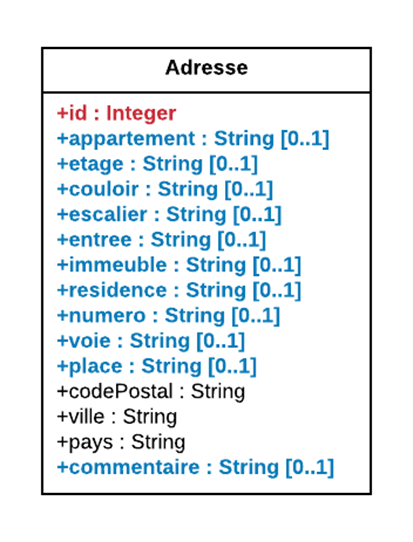 Adresse
+id : Integer
+appartement : String [0..1]
+etage : String [0..1]
+couloir : String [0..1]
+escalier : String [0..1]
+entree : String [0..1]
+immeuble : String [0..1]
+residence : String [0..1]
+numero : String [0..1]
+voie : String [0..1]
+place : String [0..1]
+codePostal : String
+ville : String
+pays : String
+commentaire : String [0..1]